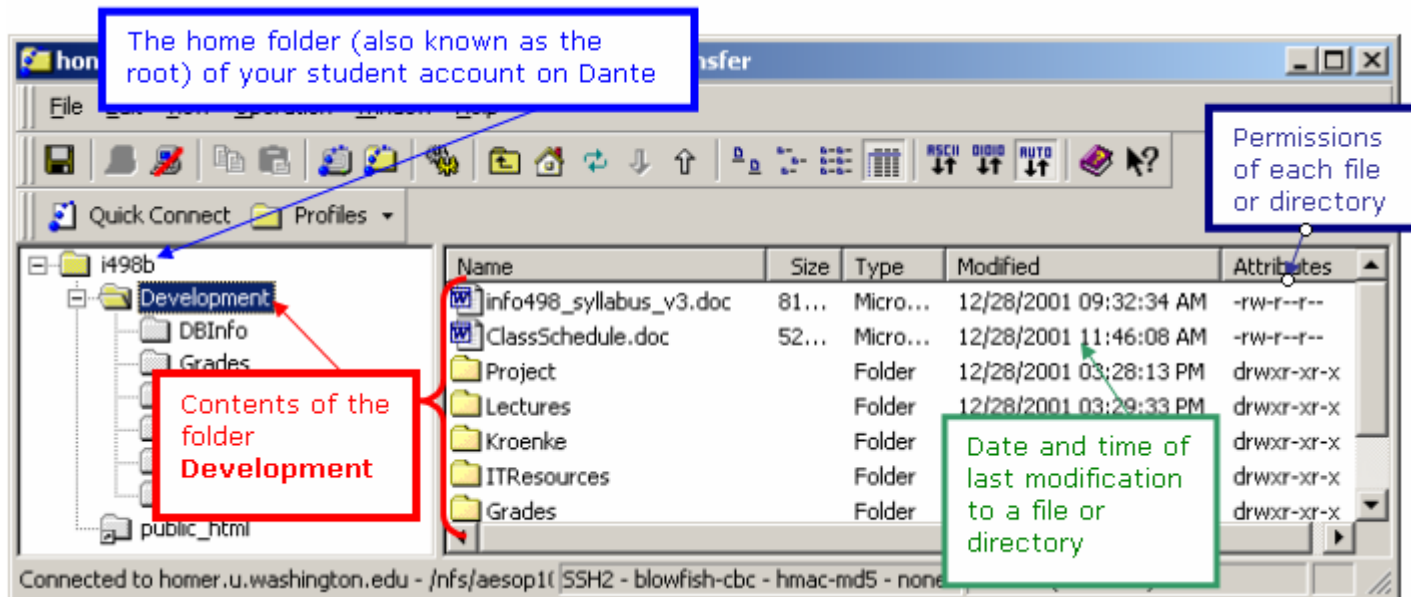 The home folder (also known as the
root) of your student account on Dante
File
Permissions
of each file
or directory
ASCII
AUTO
Quick Connect Profiles
i498b
Development
DBInfo
Grades
public_html
Name Size Type Modified Attributes
info498_syllabus_v3.doc 81... Micro... 12/28/2001 09:32:34 AM -rw-r--r--
ClassSchedule.doc 52... Micro... 12/28/2001 11:46:08 AM -rw-r--r--
Project Folder 12/28/2001 03:28:13 PM drwxr-xr-x
Lectures Folder 12/28/2001 03:29:33 PM drwxr-xr-x
Kroenke Folder drwxr-xr-x
ITResources Folder drwxr-xr-x
Grades Folder drwxr-xr-x
Contents of the
folder
Development
Date and time of
last modification
to a file or
directory
Connected to homer.u.washington.edu - /nfs/aesop1 SSH2 - blowfish-cbc - hmac-md5 - none